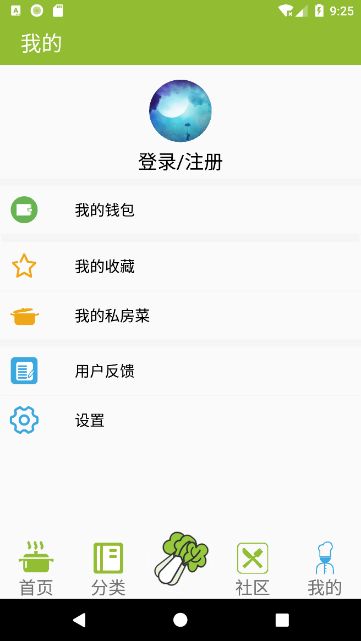 9:25
我的
登录/注册
我的钱包
我的收藏
我的私房菜
用户反馈
设置
首页 分类 社区 我的